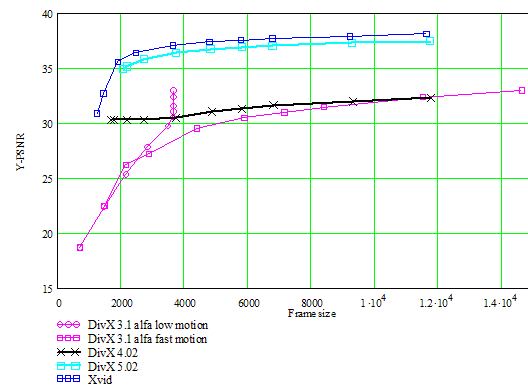 40
35
30
25
20
15
Y-PSNR
0 2000 4000 6000 8000 1·10⁴ 1.2·10⁴ 1.4·10⁴
Frame size
DivX 3.1 alfa low motion
DivX 3.1 alfa fast motion
DivX 4.02
DivX 5.02
Xvid